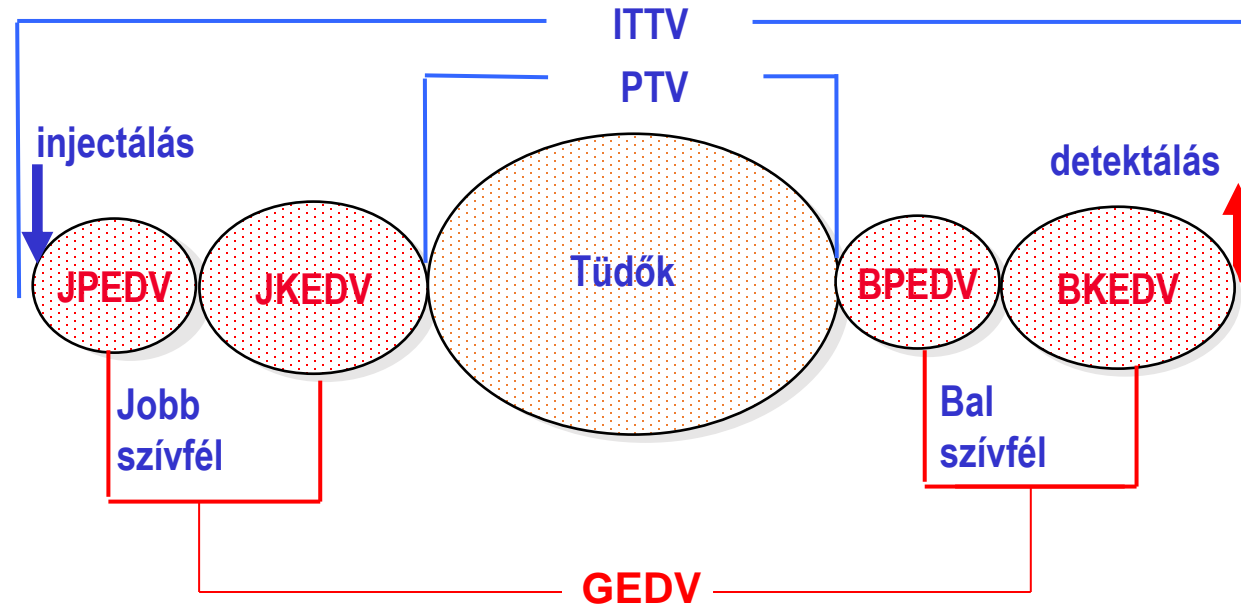 ITTV
PTV
injectálás
detektálás
JPEDV
JKEDV
Tüdők
BPEDV
BKEDV
Jobb
szívfél
Bal
szívfél
GEDV